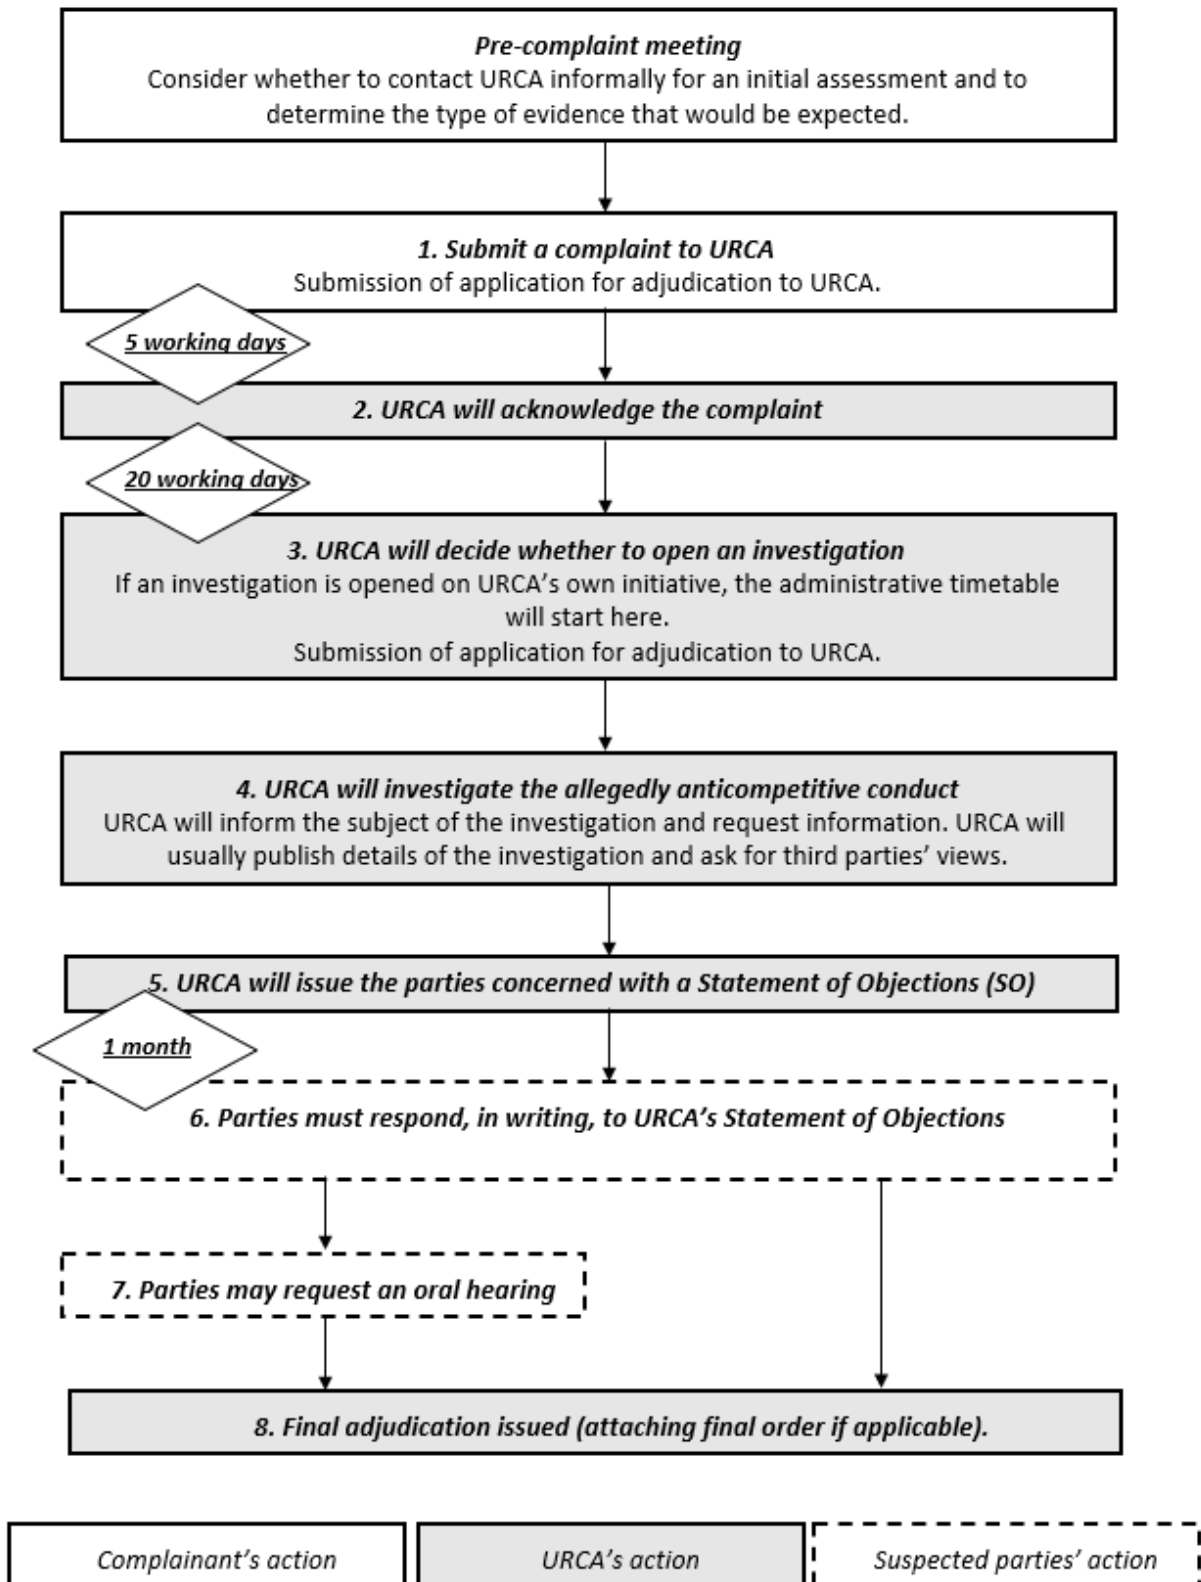 Pre-complaint meeting
Consider whether to contact URCA informally for an initial assessment and to
determine the type of evidence that would be expected.
1. Submit a complaint to URCA
Submission of application for adjudication to URCA.
5 working days
2. URCA will acknowledge the complaint
20 working days
3. URCA will decide whether to open an investigation
If an investigation is opened on URCA’s own initiative, the administrative timetable
will start here.
Submission of application for adjudication to URCA.
4. URCA will investigate the allegedly anticompetitive conduct
URCA will inform the subject of the investigation and request information. URCA will
usually publish details of the investigation and ask for third parties’ views.
5. URCA will issue the parties concerned with a Statement of Objections (SO)
1 month
6. Parties must respond, in writing, to URCA’s Statement of Objections
7. Parties may request an oral hearing
8. Final adjudication issued (attaching final order if applicable).
Complainant’s action
URCA’s action
Suspected parties’ action